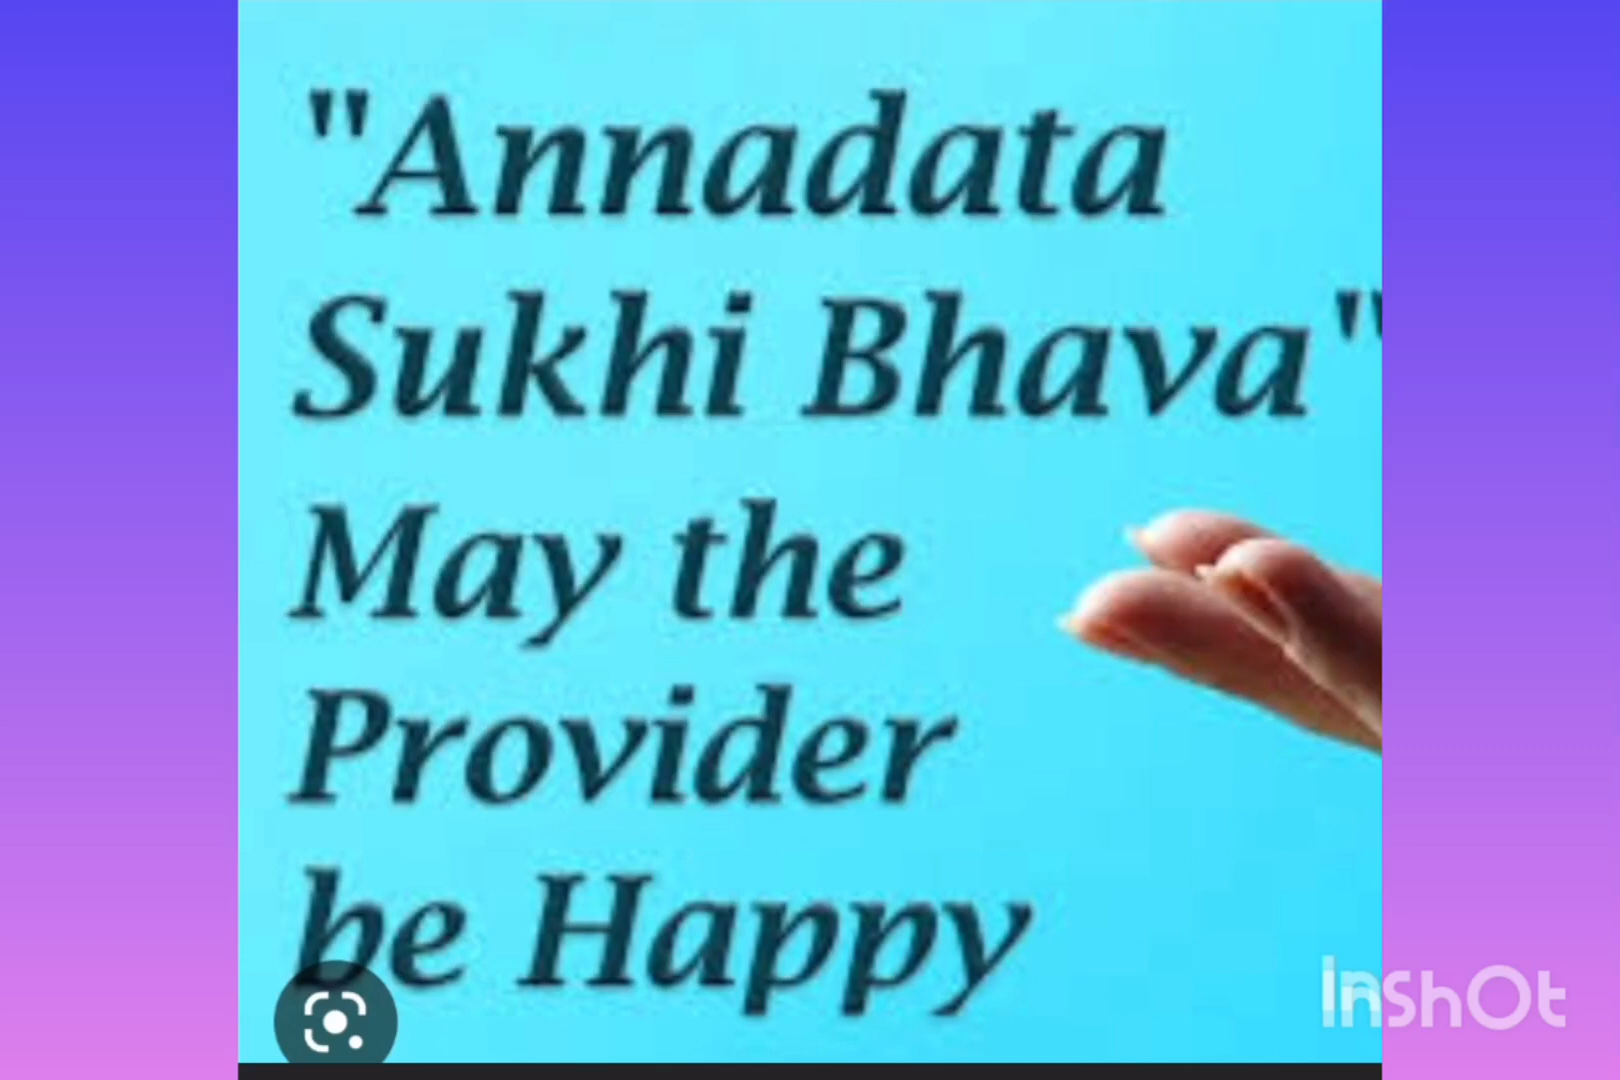 "Annadata
Sukhi Bhava"
May the
Provider
be Happy
InshOt